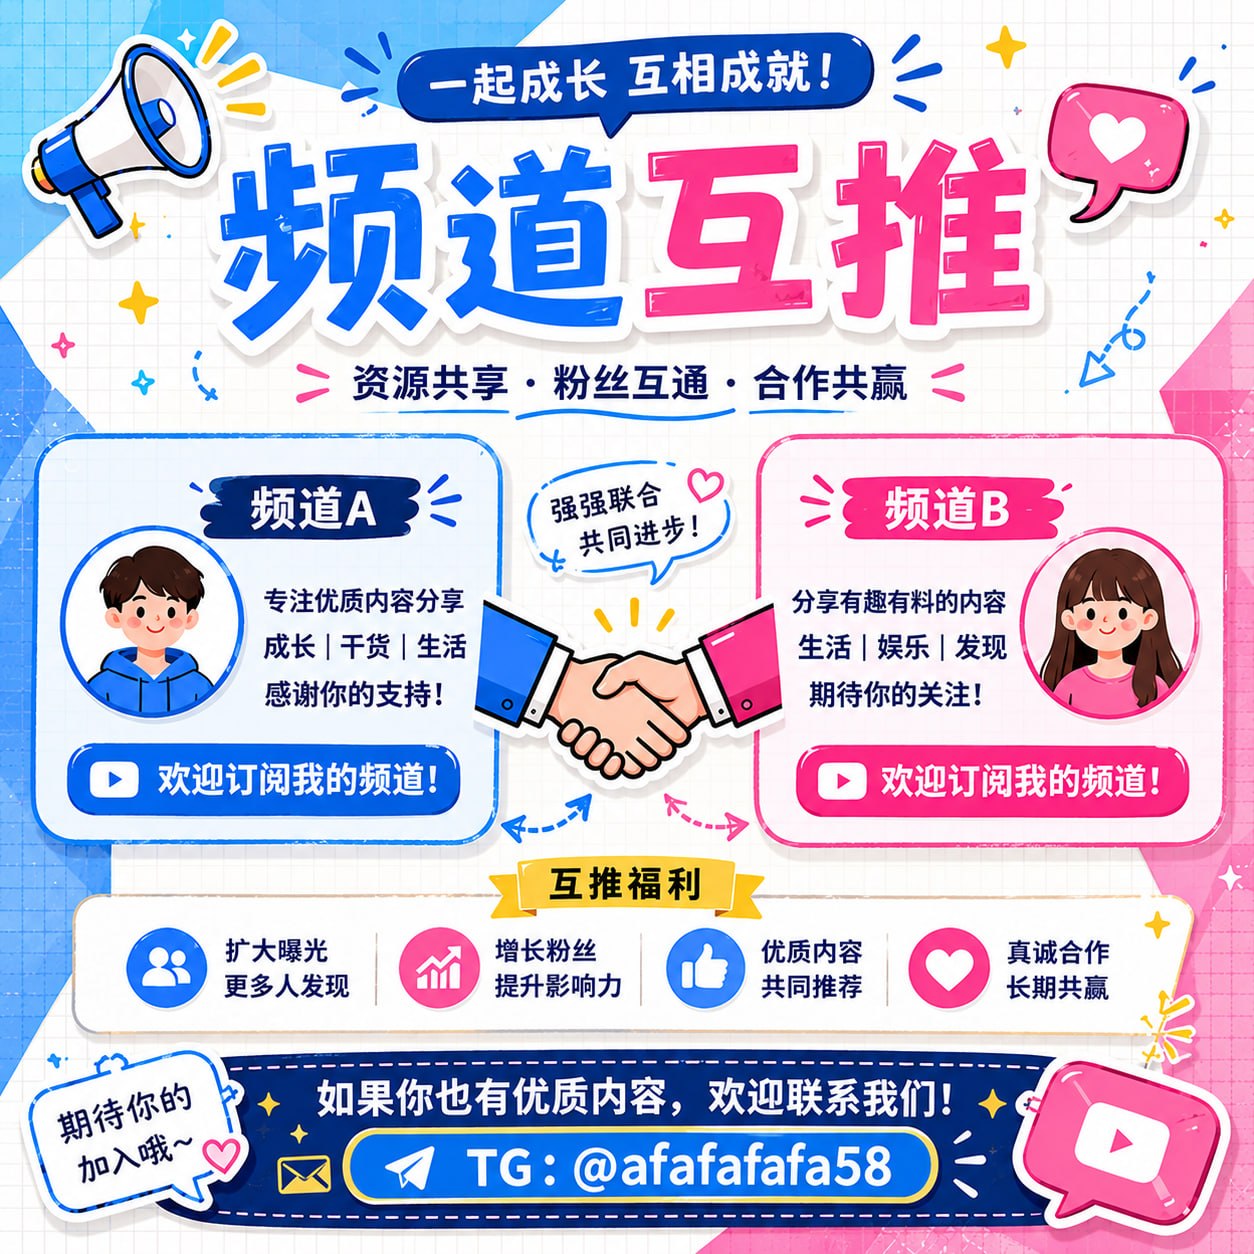 一起成长 互相成就！
频道互推
资源共享 · 粉丝互通 · 合作共赢
频道A
专注优质内容分享
成长｜干货｜生活
感谢你的支持！
欢迎订阅我的频道！
强强联合
共同进步！
频道B
分享有趣有料的内容
生活｜娱乐｜发现
期待你的关注！
欢迎订阅我的频道！
互推福利
扩大曝光
更多人发现
增长粉丝
提升影响力
优质内容
共同推荐
真诚合作
长期共赢
期待你的
加入哦~
如果你也有优质内容，欢迎联系我们！
TG：@afafafafa58